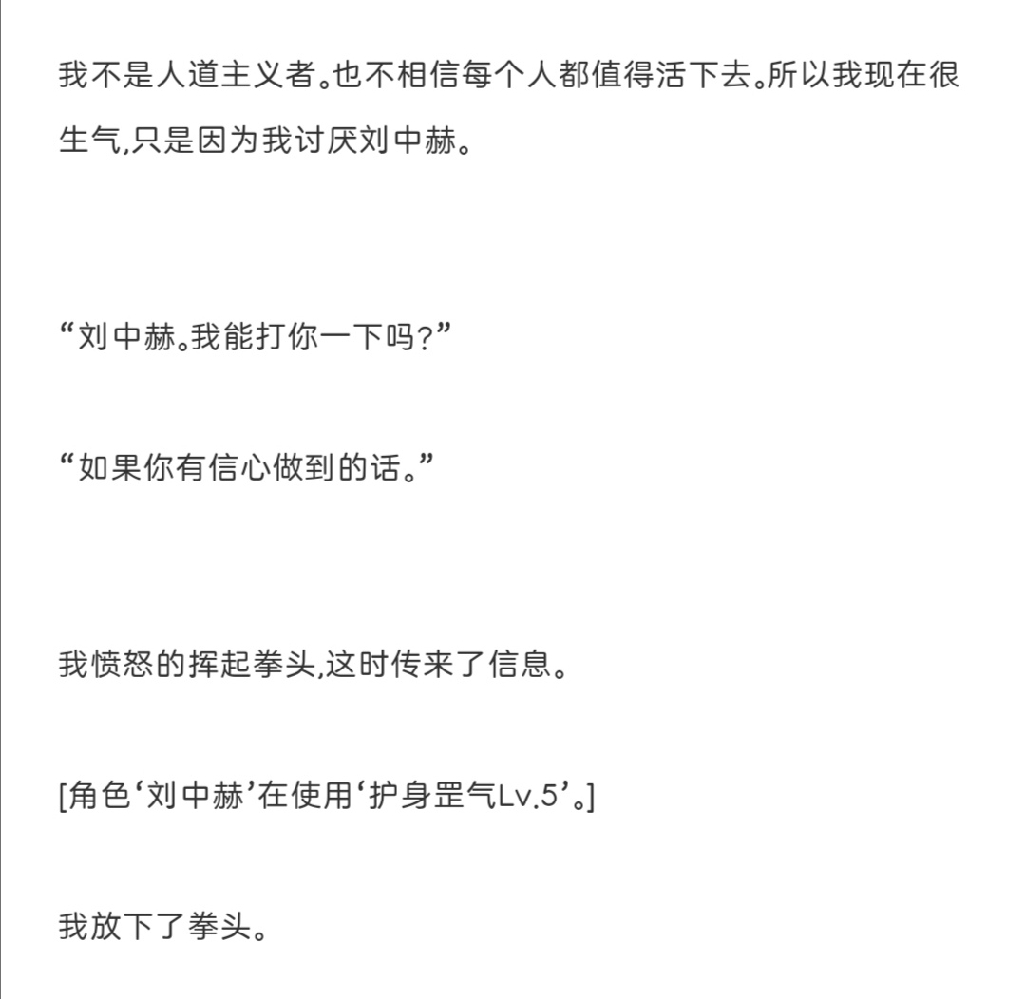 我不是人道主义者。也不相信每个人都值得活下去。所以我现在很
生气,只是因为我讨厌刘中赫。
“刘中赫。我能打你一下吗?”
“如果你有信心做到的话。”
我愤怒的挥起拳头,这时传来了信息。
[角色‘刘中赫’在使用‘护身罡气Lv.5’。]
我放下了拳头。